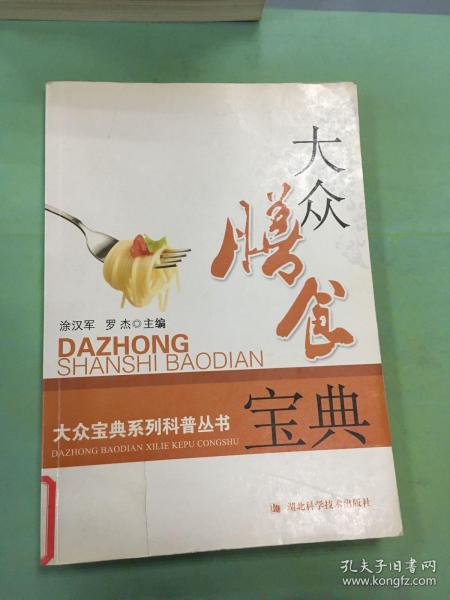 大众
膳食
宝典
涂汉军 罗 杰◎主编
DAZHONG
SHANSHI BAODIAN
大众宝典系列科普丛书
DAZHONG BAODIAN XILIE KEPU CONGSHU
湖北科学技术出版社
孔夫子旧书网
www.kongfz.com